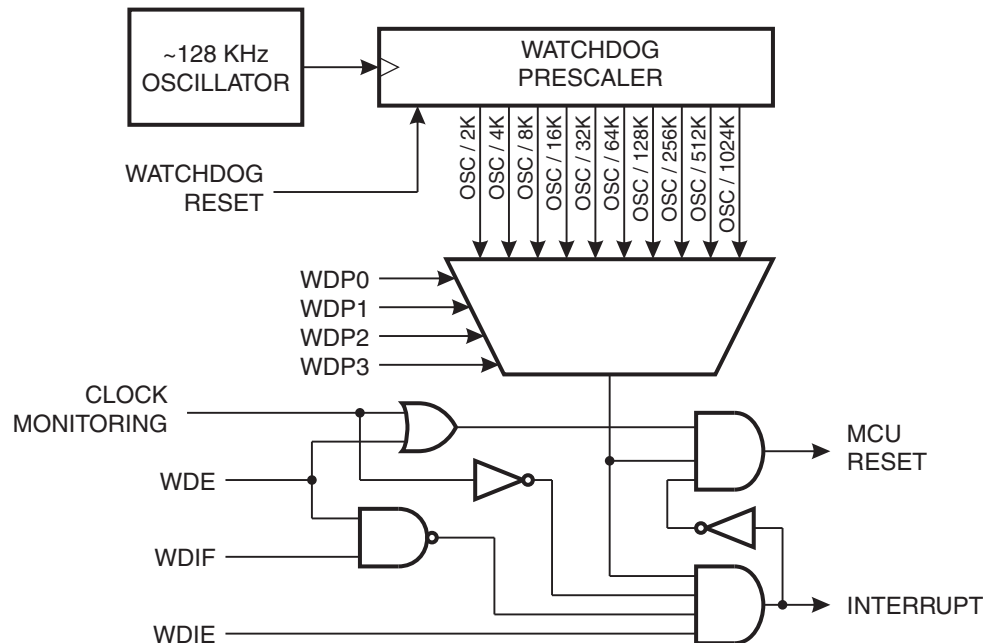 ~128 KHz
OSCILLATOR
WATCHDOG
PRESCALER
WATCHDOG
RESET
OSC / 2K
OSC / 4K
OSC / 8K
OSC / 16K
OSC / 32K
OSC / 64K
OSC / 128K
OSC / 256K
OSC / 512K
OSC / 1024K
WDP0
WDP1
WDP2
WDP3
CLOCK
MONITORING
MCU
RESET
WDE
WDIF
INTERRUPT
WDIE